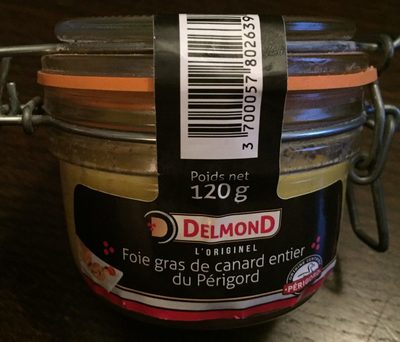 3 700057 802639
Poids net
120 g
DELMOND
L'ORIGINEL
Foie gras de canard entier
du Périgord
PÉRIGORD